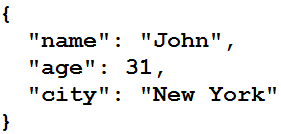 {
  "name": "John",
  "age": 31,
  "city": "New York"
}